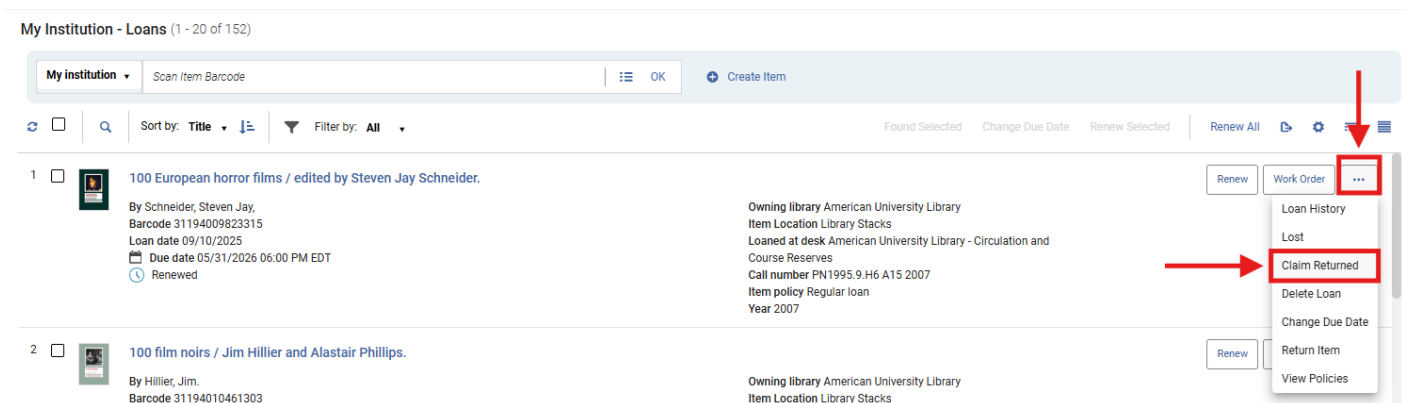 My Institution - Loans (1 - 20 of 152)
My institution Scan Item Barcode OK Create Item
Sort by: Title Filter by: All Found Selected Change Due Date Renew Selected Renew All
1 100 European horror films / edited by Steven Jay Schneider. Renew Work Order ...
By Schneider, Steven Jay,
Barcode 31194009823315
Loan date 09/10/2025
Due date 05/31/2026 06:00 PM EDT
Renewed
Owning library American University Library
Item Location Library Stacks
Loaned at desk American University Library - Circulation and
Course Reserves
Call number PN1995.9.H6 A15 2007
Item policy Regular loan
Year 2007
Loan History
Lost
Claim Returned
Delete Loan
Change Due Date
Return Item
View Policies
2 100 film noirs / Jim Hillier and Alastair Phillips. Renew
By Hillier, Jim.
Barcode 31194010461303
Owning library American University Library
Item Location Library Stacks